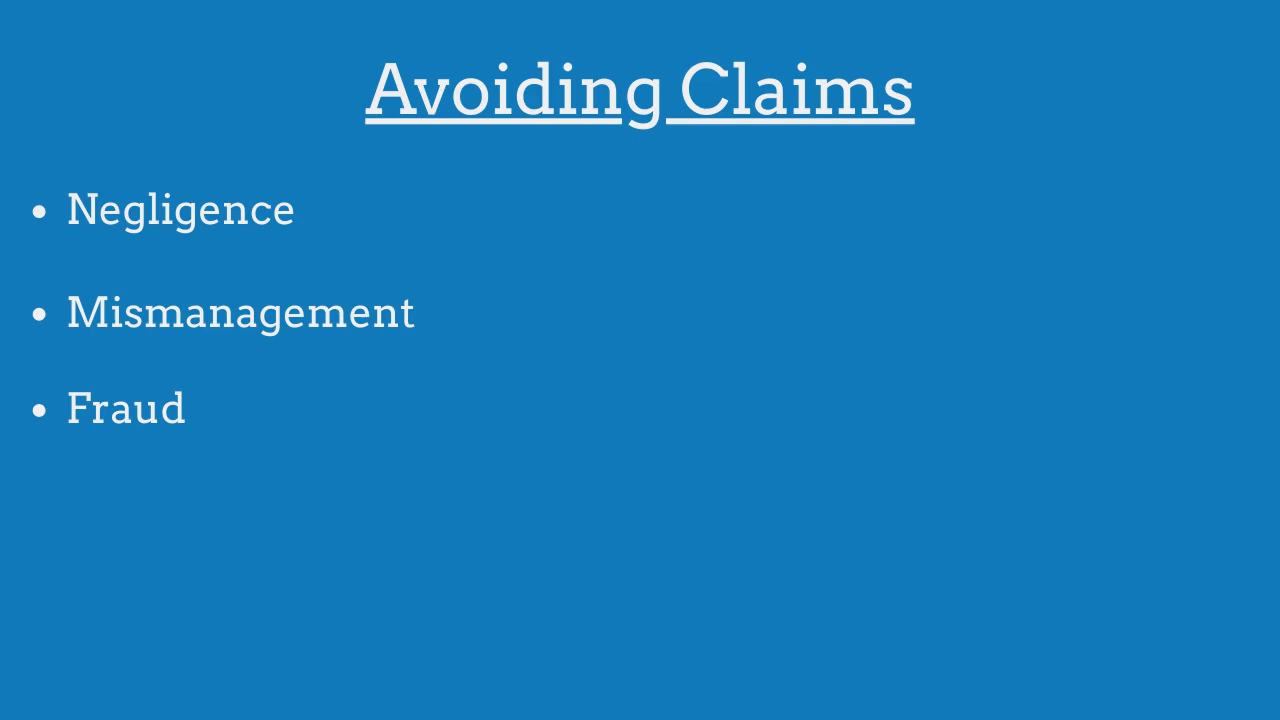 Avoiding Claims
• Negligence
• Mismanagement
• Fraud